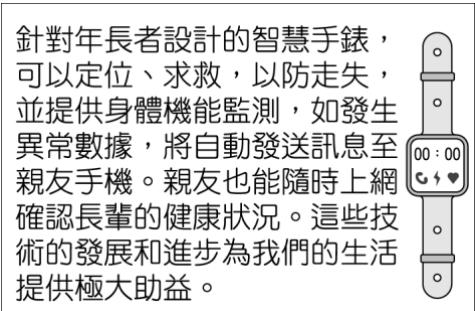 針對年長者設計的智慧手錶，
可以定位、求救，以防走失，
並提供身體機能監測，如發生
異常數據，將自動發送訊息至
親友手機。親友也能隨時上網
確認長輩的健康狀況。這些技
術的發展和進步為我們的生活
提供極大助益。
00：00